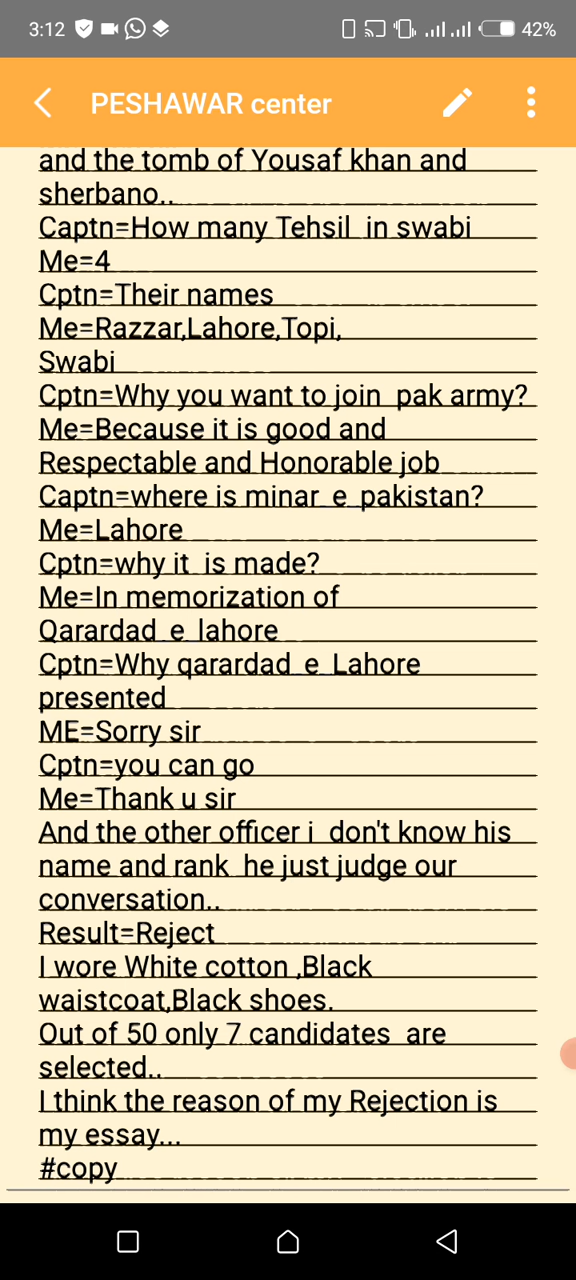 3:12
42%
PESHAWAR center
and the tomb of Yousaf khan and
sherbano..
Captn=How many Tehsil in swabi
Me=4
Cptn=Their names
Me=Razzar,Lahore,Topi,
Swabi
Cptn=Why you want to join pak army?
Me=Because it is good and
Respectable and Honorable job
Captn=where is minar e pakistan?
Me=Lahore
Cptn=why it is made?
Me=In memorization of
Qarardad e lahore
Cptn=Why qarardad e Lahore
presented
ME=Sorry sir
Cptn=you can go
Me=Thank u sir
And the other officer i don't know his
name and rank he just judge our
conversation..
Result=Reject
I wore White cotton ,Black
waistcoat,Black shoes.
Out of 50 only 7 candidates are
selected..
I think the reason of my Rejection is
my essay...
#copy